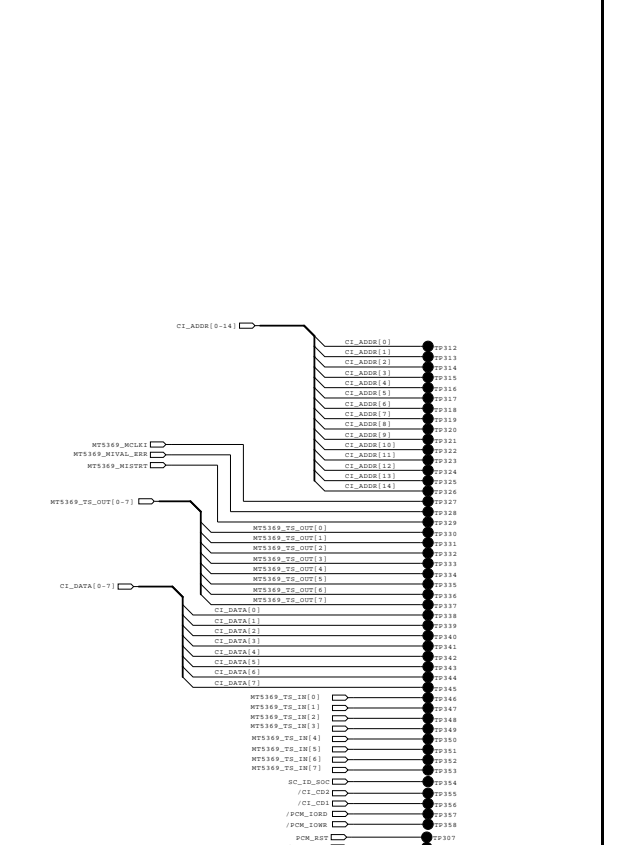 CI_ADDR[0-14]
CI_ADDR[0] TP312
CI_ADDR[1] TP313
CI_ADDR[2] TP314
CI_ADDR[3] TP315
CI_ADDR[4] TP316
CI_ADDR[5] TP317
CI_ADDR[6] TP318
CI_ADDR[7] TP319
CI_ADDR[8] TP320
CI_ADDR[9] TP321
CI_ADDR[10] TP322
CI_ADDR[11] TP323
CI_ADDR[12] TP324
CI_ADDR[13] TP325
CI_ADDR[14] TP326
MT5369_MCLKI TP327
MT5369_MIVAL_ERR TP328
MT5369_MISTRT TP329
MT5369_TS_OUT[0-7]
MT5369_TS_OUT[0] TP330
MT5369_TS_OUT[1] TP331
MT5369_TS_OUT[2] TP332
MT5369_TS_OUT[3] TP333
MT5369_TS_OUT[4] TP334
MT5369_TS_OUT[5] TP335
MT5369_TS_OUT[6] TP336
MT5369_TS_OUT[7] TP337
CI_DATA[0-7]
CI_DATA[0] TP338
CI_DATA[1] TP339
CI_DATA[2] TP340
CI_DATA[3] TP341
CI_DATA[4] TP342
CI_DATA[5] TP343
CI_DATA[6] TP344
CI_DATA[7] TP345
MT5369_TS_IN[0] TP346
MT5369_TS_IN[1] TP347
MT5369_TS_IN[2] TP348
MT5369_TS_IN[3] TP349
MT5369_TS_IN[4] TP350
MT5369_TS_IN[5] TP351
MT5369_TS_IN[6] TP352
MT5369_TS_IN[7] TP353
SC_ID_SOC TP354
/CI_CD2 TP355
/CI_CD1 TP356
/PCM_IORD TP357
/PCM_IOWR TP358
PCM_RST TP307